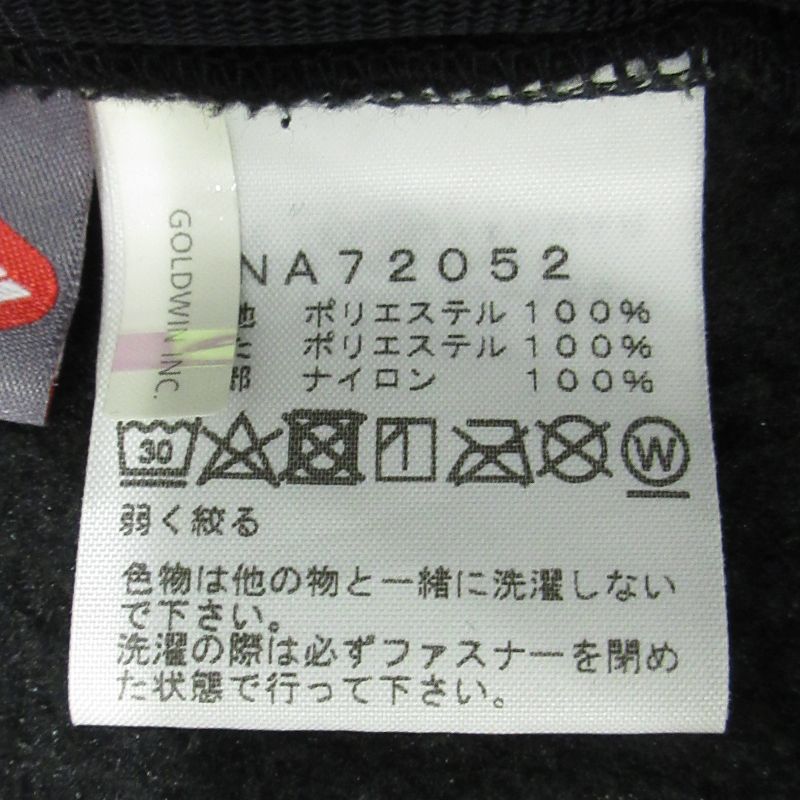 GOLDWIN INC.
NA72052
地 ポリエステル 100%
ポリエステル 100%
部 ナイロン 100%
30
W
弱く絞る
色物は他の物と一緒に洗濯しない
で下さい。
洗濯の際は必ずファスナーを閉め
た状態で行って下さい。